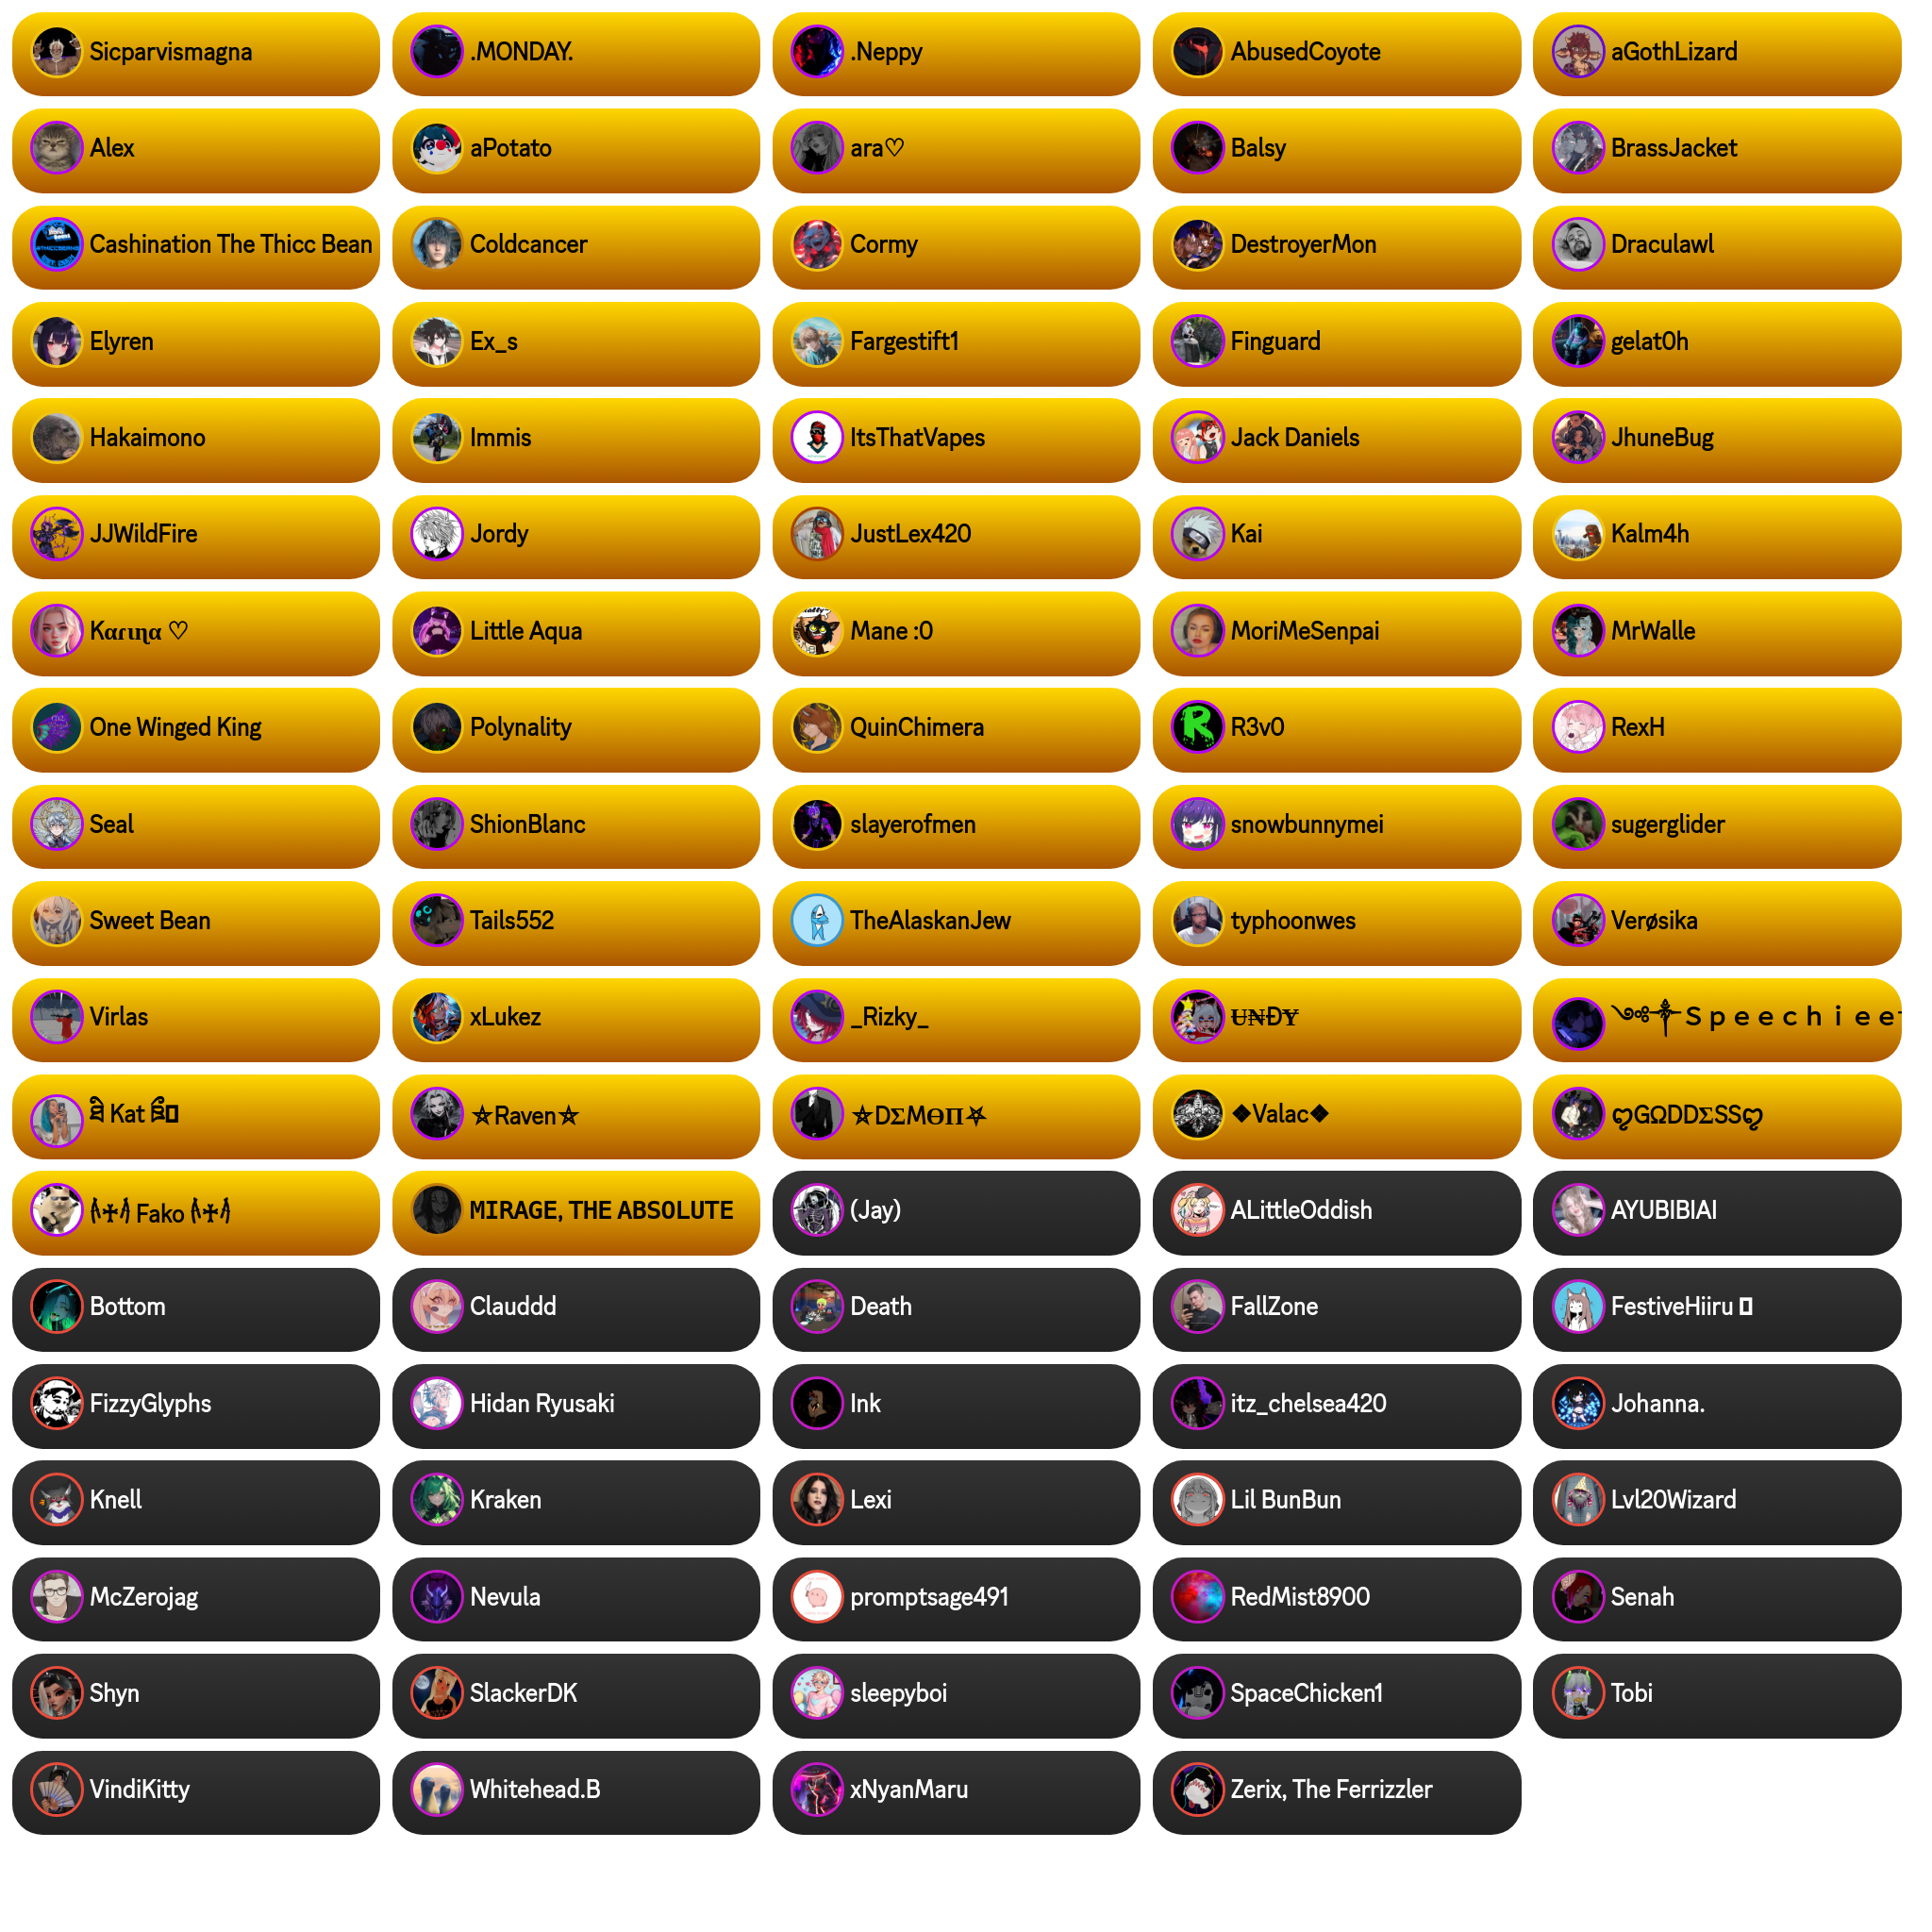 Sicparvismagna
.MONDAY.
.Neppy
AbusedCoyote
aGothLizard
Alex
aPotato
ara♡
Balsy
BrassJacket
Cashination The Thicc Bean
Coldcancer
Cormy
DestroyerMon
Draculawl
Elyren
Ex_s
Fargestift1
Finguard
gelat0h
Hakaimono
Immis
ItsThatVapes
Jack Daniels
JhuneBug
JJWildFire
Jordy
JustLex420
Kai
Kalm4h
Kαɾιɳα ♡
Little Aqua
Mane :0
MoriMeSenpai
MrWalle
One Winged King
Polynality
QuinChimera
R3v0
RexH
Seal
ShionBlanc
slayerofmen
snowbunnymei
sugerglider
Sweet Bean
Tails552
TheAlaskanJew
typhoonwes
Verøsika
Virlas
xLukez
_Rizky_
U̶₦ĐɎ
༺🕇Ｓｐｅｅｃｈｉｅｅ
Kat
⛤Raven⛤
⛤DΣMӨП⛧
❖Valac❖
ღGΩDDΣSSღ
Fako
MIRAGE, THE ABSOLUTE
(Jay)
ALittleOddish
AYUBIBIAI
Bottom
Clauddd
Death
FallZone
FestiveHiiru
FizzyGlyphs
Hidan Ryusaki
Ink
itz_chelsea420
Johanna.
Knell
Kraken
Lexi
Lil BunBun
Lvl20Wizard
McZerojag
Nevula
promptsage491
RedMist8900
Senah
Shyn
SlackerDK
sleepyboi
SpaceChicken1
Tobi
VindiKitty
Whitehead.B
xNyanMaru
Zerix, The Ferrizzler